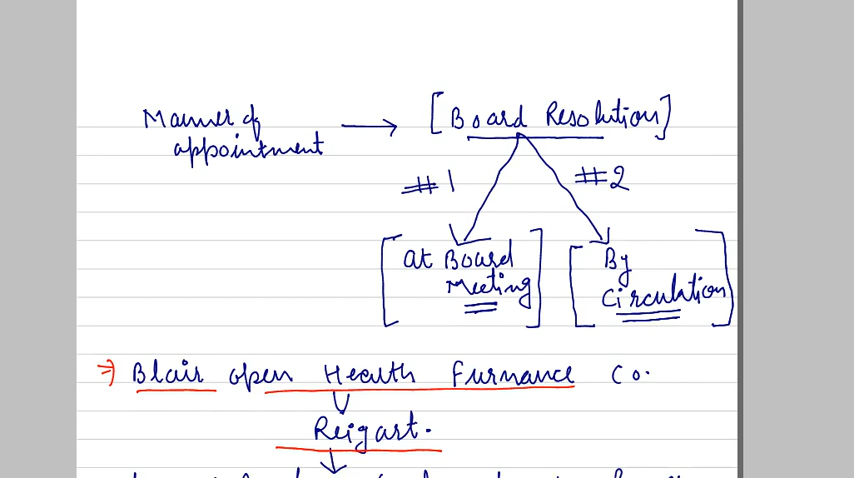 Manner of
appointment
[Board Resolution]
#1
#2
[at Board
Meeting]
[By
Circulation]
⇒ Blair open Hearth Furnance Co.
Reigart.